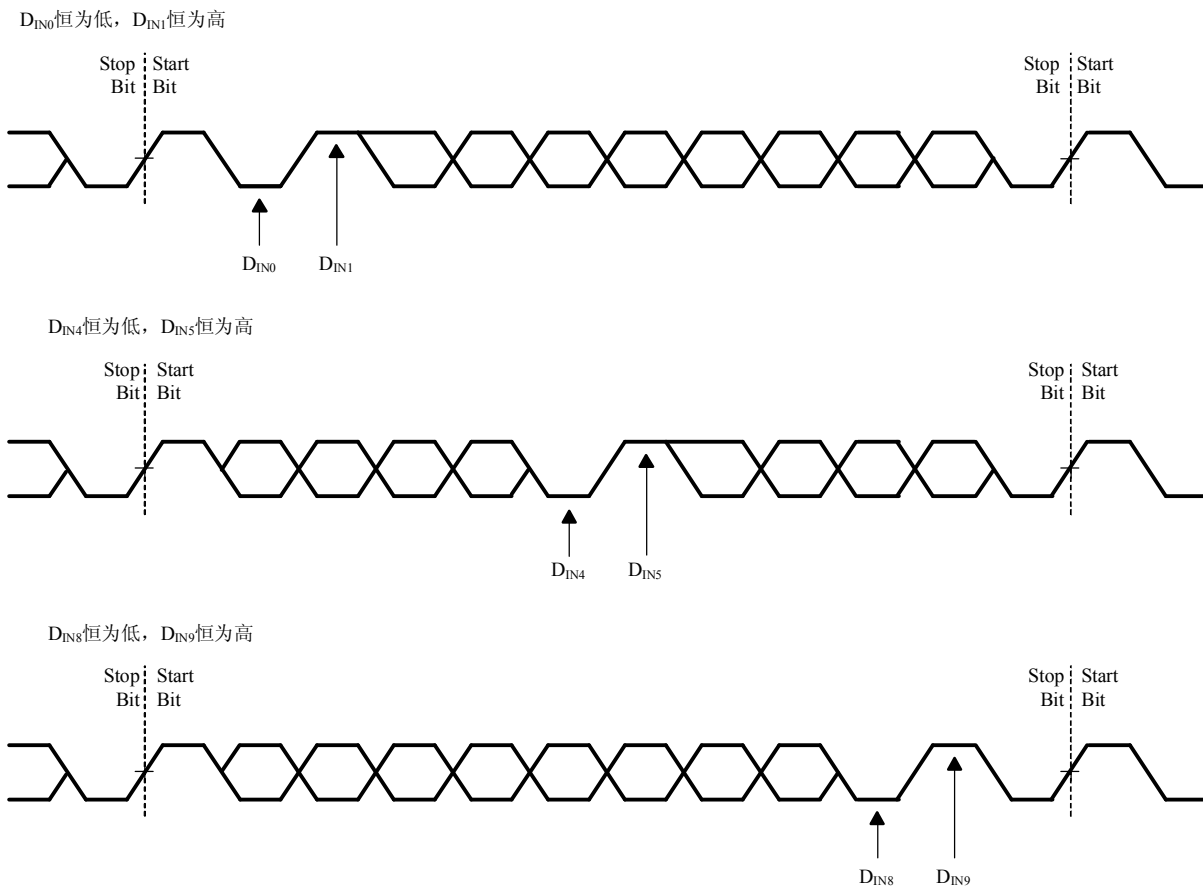 DIN0恒为低，DIN1恒为高
Stop Start Stop Start
Bit Bit Bit Bit
DIN0 DIN1
DIN4恒为低，DIN5恒为高
Stop Start Stop Start
Bit Bit Bit Bit
DIN4 DIN5
DIN8恒为低，DIN9恒为高
Stop Start Stop Start
Bit Bit Bit Bit
DIN8 DIN9